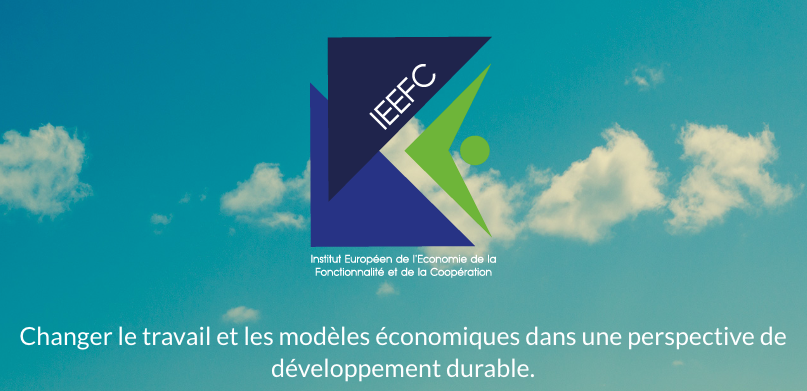 IEEFC
Institut Européen de l'Economie de la
Fonctionnalité et de la Coopération
Changer le travail et les modèles économiques dans une perspective de
développement durable.